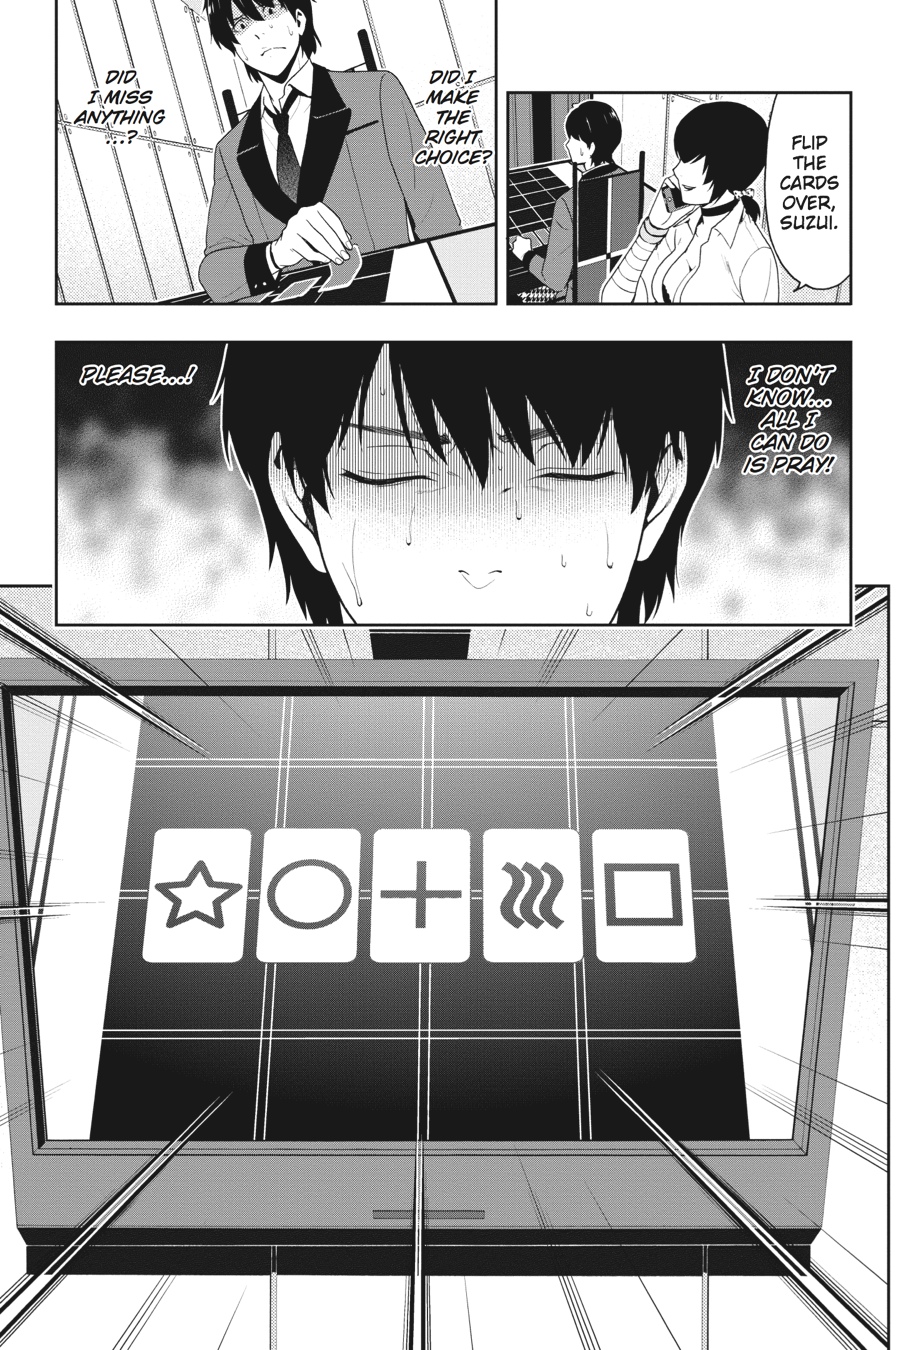 FLIP
THE
CARDS
OVER,
SUZUI.
DID I
MAKE
THE
RIGHT
CHOICE?
DID
I MISS
ANYTHING
...?
I DON'T
KNOW...
ALL I
CAN DO
IS PRAY!
PLEASE...!